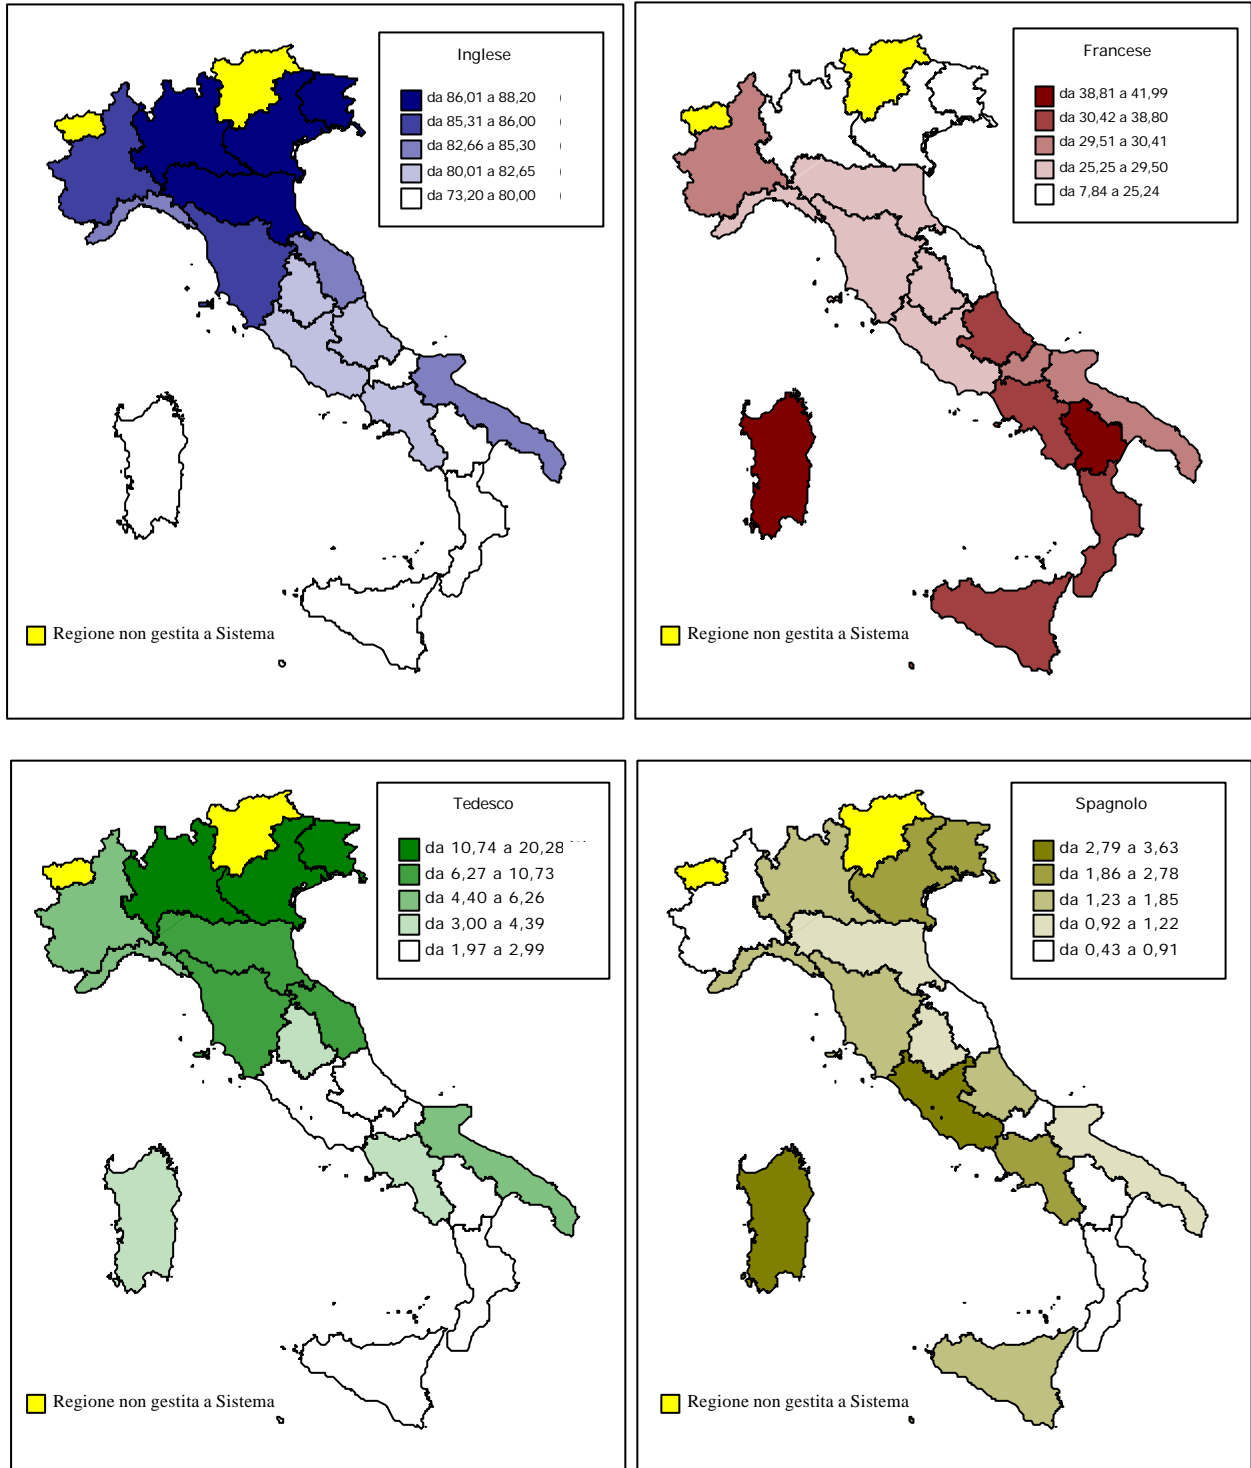 Inglese
da 86,01 a 88,20
da 85,31 a 86,00
da 82,66 a 85,30
da 80,01 a 82,65
da 73,20 a 80,00
Regione non gestita a Sistema
Francese
da 38,81 a 41,99
da 30,42 a 38,80
da 29,51 a 30,41
da 25,25 a 29,50
da 7,84 a 25,24
Regione non gestita a Sistema
Tedesco
da 10,74 a 20,28
da 6,27 a 10,73
da 4,40 a 6,26
da 3,00 a 4,39
da 1,97 a 2,99
Regione non gestita a Sistema
Spagnolo
da 2,79 a 3,63
da 1,86 a 2,78
da 1,23 a 1,85
da 0,92 a 1,22
da 0,43 a 0,91
Regione non gestita a Sistema